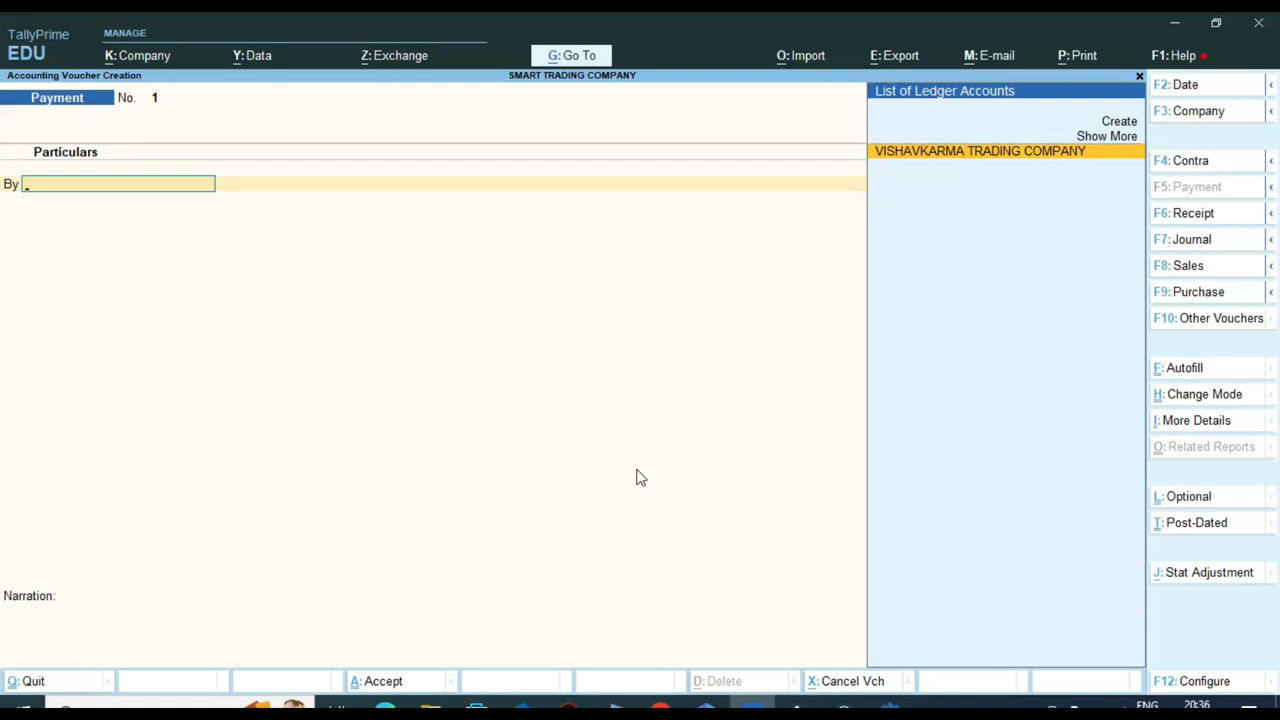 TallyPrime
EDU
MANAGE
K: Company
Y: Data
Z: Exchange
G: Go To
O: Import
E: Export
M: E-mail
P: Print
F1: Help
Accounting Voucher Creation
SMART TRADING COMPANY
Payment No. 1
Particulars
By
Narration:
List of Ledger Accounts
Create
Show More
VISHAVKARMA TRADING COMPANY
F2: Date
F3: Company
F4: Contra
F5: Payment
F6: Receipt
F7: Journal
F8: Sales
F9: Purchase
F10: Other Vouchers
F: Autofill
H: Change Mode
I: More Details
O: Related Reports
L: Optional
T: Post-Dated
J: Stat Adjustment
Q: Quit
A: Accept
D: Delete
X: Cancel Vch
F12: Configure
ENG
20:36